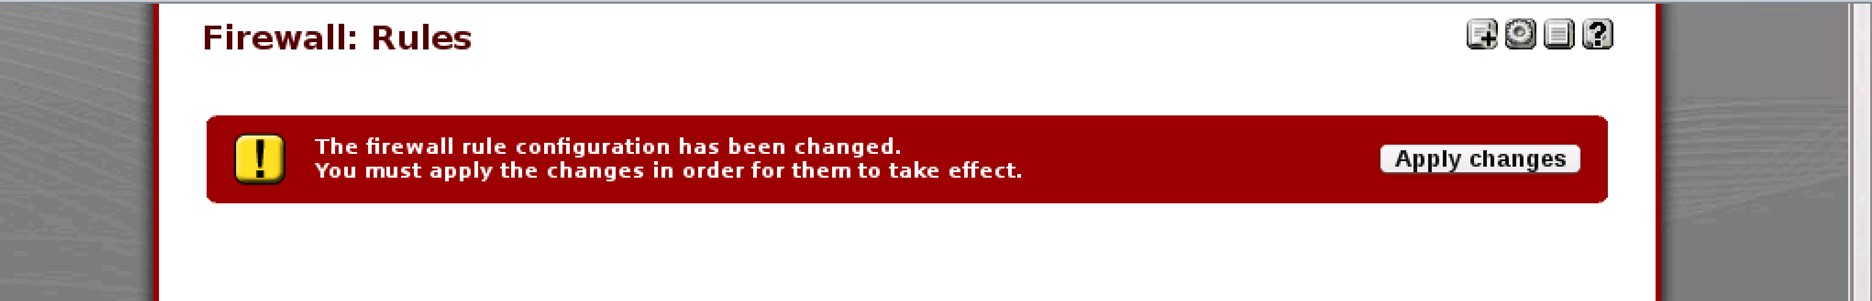 Firewall: Rules
The firewall rule configuration has been changed.
You must apply the changes in order for them to take effect.
Apply changes